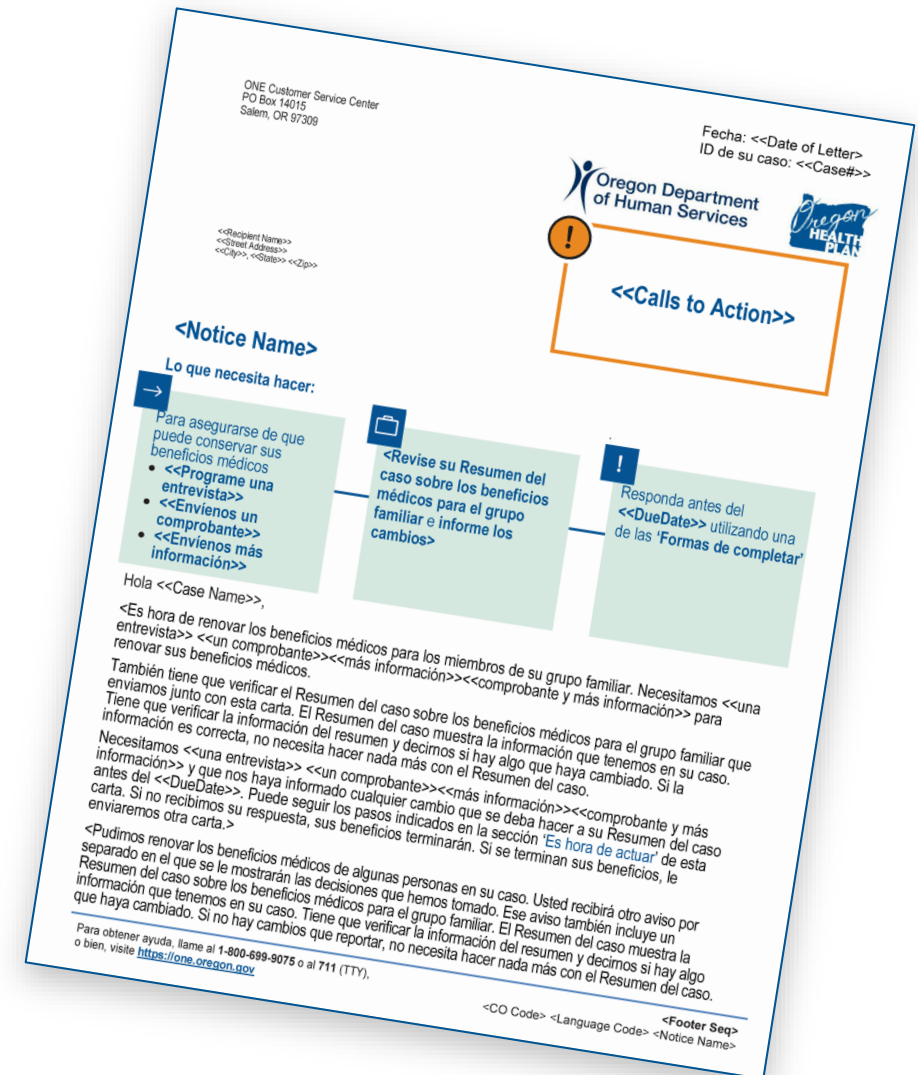 ONE Customer Service Center
PO Box 14015
Salem, OR 97309
Fecha: <<Date of Letter>
ID de su caso: <<Case#>>
Oregon Department
of Human Services
Oregon
HEALTH
PLAN
<<Recipient Name>>
<<Street Address>>
<<City>>, <<State>> <<Zip>>
!
<<Calls to Action>>
<Notice Name>
Lo que necesita hacer:
Para asegurarse de que
puede conservar sus
beneficios médicos
• <<Programe una
entrevista>>
• <<Envíenos un
comprobante>>
• <<Envíenos más
información>>
<Revise su Resumen del
caso sobre los beneficios
médicos para el grupo
familiar e informe los
cambios>
!
Responda antes del
<<DueDate>> utilizando una
de las ‘Formas de completar’
Hola <<Case Name>>,
<Es hora de renovar los beneficios médicos para los miembros de su grupo familiar. Necesitamos <<una
entrevista>> <<un comprobante>><<más información>><<comprobante y más información>> para
renovar sus beneficios médicos.
También tiene que verificar el Resumen del caso sobre los beneficios médicos para el grupo familiar que
enviamos junto con esta carta. El Resumen del caso muestra la información que tenemos en su caso.
Tiene que verificar la información del resumen y decirnos si hay algo que haya cambiado. Si la
información es correcta, no necesita hacer nada más con el Resumen del caso.
Necesitamos <<una entrevista>> <<un comprobante>><<más información>><<comprobante y más
información>> y que nos haya informado cualquier cambio que se deba hacer a su Resumen del caso
antes del <<DueDate>>. Puede seguir los pasos indicados en la sección ‘Es hora de actuar’ de esta
carta. Si no recibimos su respuesta, sus beneficios terminarán. Si se terminan sus beneficios, le
enviaremos otra carta.>
<Pudimos renovar los beneficios médicos de algunas personas en su caso. Usted recibirá otro aviso por
separado en el que se le mostrarán las decisiones que hemos tomado. Ese aviso también incluye un
Resumen del caso sobre los beneficios médicos para el grupo familiar. El Resumen del caso muestra la
información que tenemos en su caso. Tiene que verificar la información del resumen y decirnos si hay algo
que haya cambiado. Si no hay cambios que reportar, no necesita hacer nada más con el Resumen del caso.
Para obtener ayuda, llame al 1-800-699-9075 o al 711 (TTY),
o bien, visite https://one.oregon.gov
<Footer Seq>
<CO Code> <Language Code> <Notice Name>